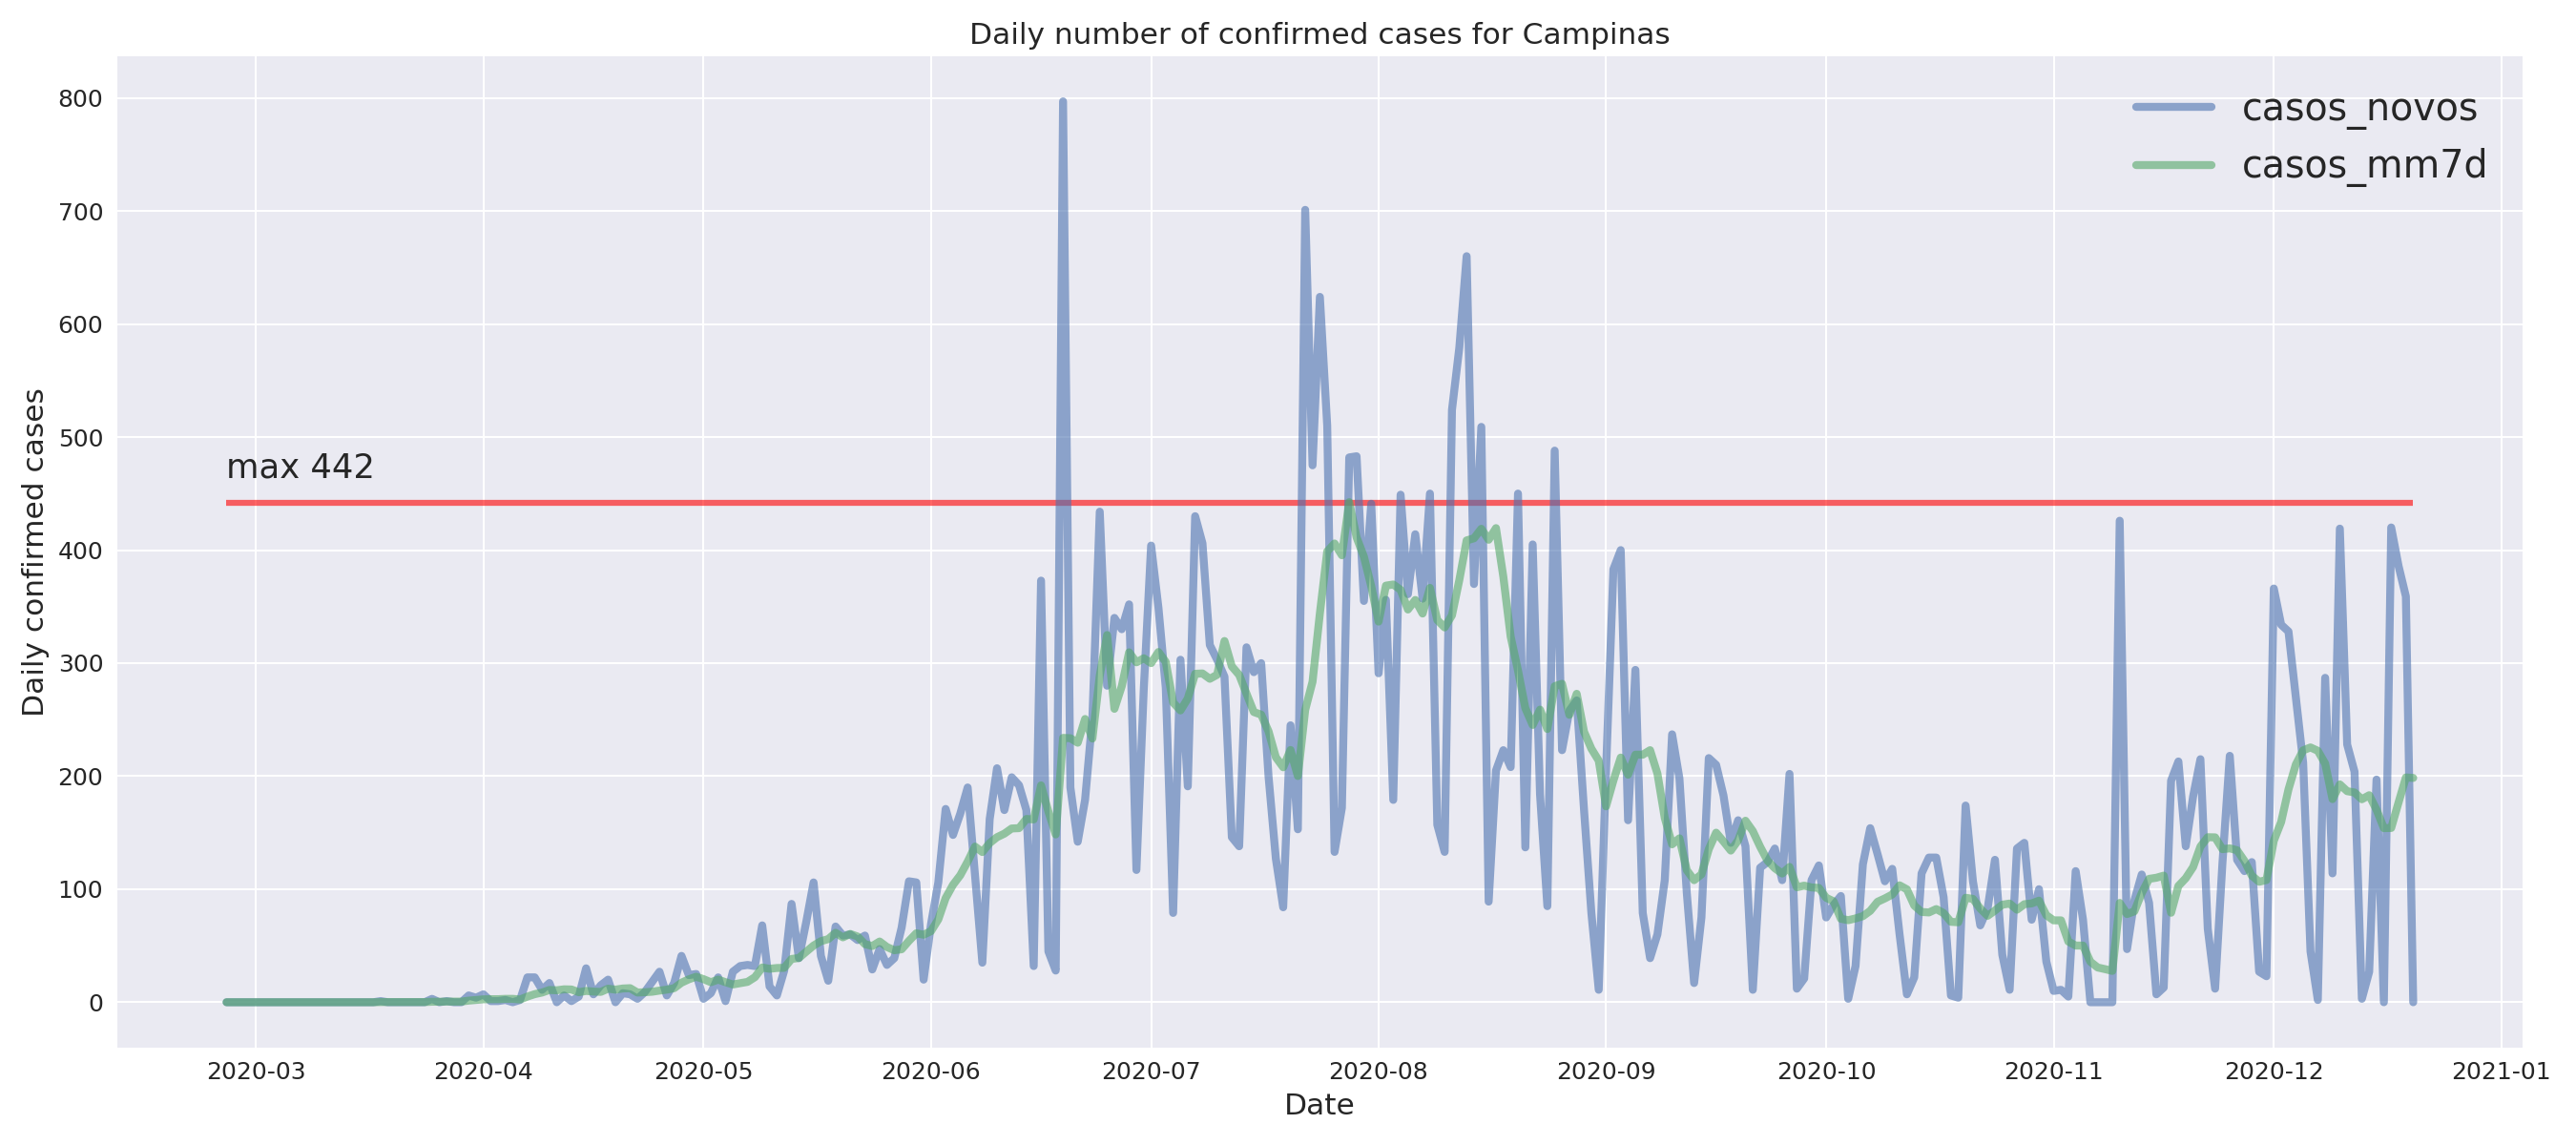 Daily number of confirmed cases for Campinas
casos_novos
casos_mm7d
max 442
Daily confirmed cases
800
700
600
500
400
300
200
100
0
2020-03 2020-04 2020-05 2020-06 2020-07 2020-08 2020-09 2020-10 2020-11 2020-12 2021-01
Date